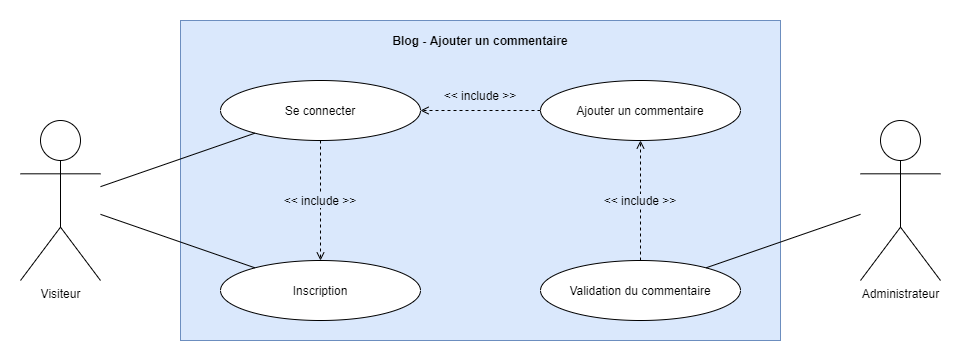 Blog - Ajouter un commentaire
Se connecter
<< include >>
Ajouter un commentaire
<< include >>
<< include >>
Inscription
Validation du commentaire
Visiteur
Administrateur